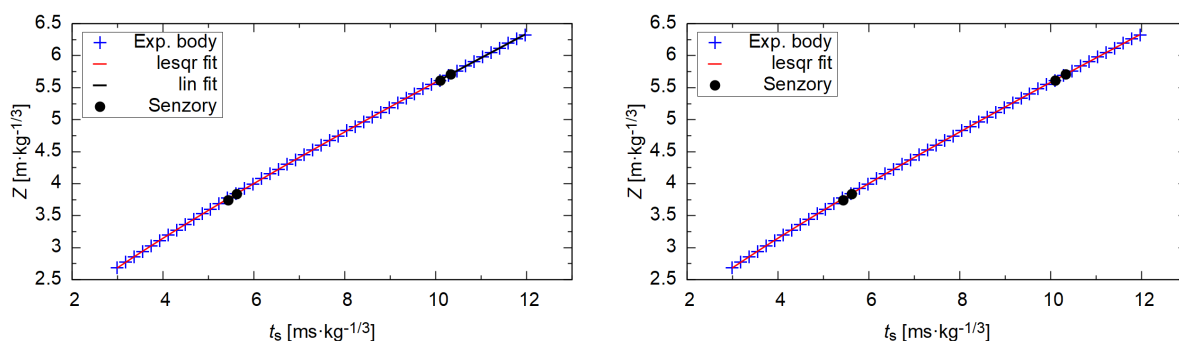 6.5
6
5.5
5
4.5
4
3.5
3
2.5
Z [m·kg-1/3]
Exp. body
lesqr fit
lin fit
Senzory
2 4 6 8 10 12
ts [ms·kg-1/3]
6.5
6
5.5
5
4.5
4
3.5
3
2.5
Z [m·kg-1/3]
Exp. body
lesqr fit
Senzory
2 4 6 8 10 12
ts [ms·kg-1/3]